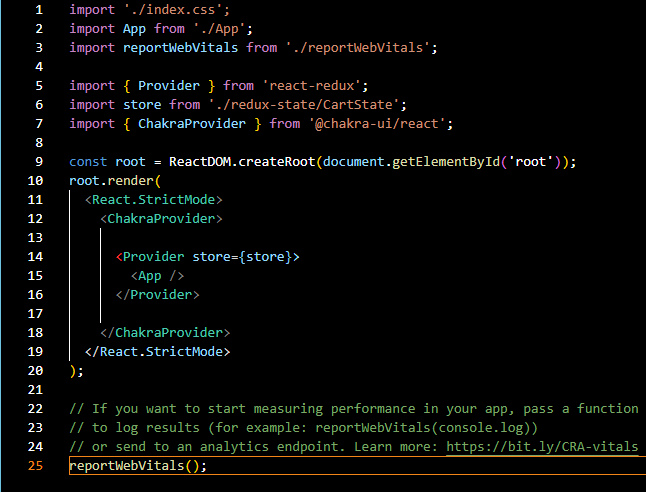 1 import './index.css';
2 import App from './App';
3 import reportWebVitals from './reportWebVitals';
4
5 import { Provider } from 'react-redux';
6 import store from './redux-state/CartState';
7 import { ChakraProvider } from '@chakra-ui/react';
8
9 const root = ReactDOM.createRoot(document.getElementById('root'));
10 root.render(
11   <React.StrictMode>
12     <ChakraProvider>
13
14       <Provider store={store}>
15         <App />
16       </Provider>
17
18     </ChakraProvider>
19   </React.StrictMode>
20 );
21
22 // If you want to start measuring performance in your app, pass a function
23 // to log results (for example: reportWebVitals(console.log))
24 // or send to an analytics endpoint. Learn more: https://bit.ly/CRA-vitals
25 reportWebVitals();